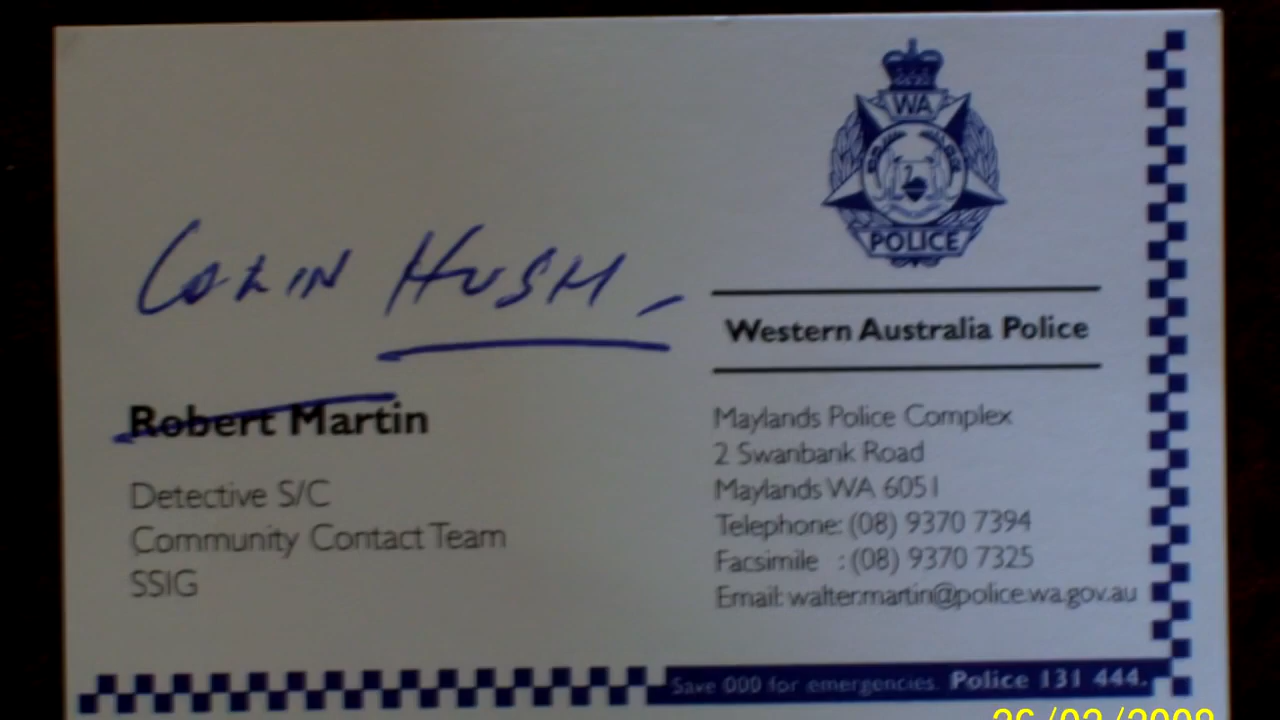 WA
POLICE
COLIN HUSH
Western Australia Police
Robert Martin
Detective S/C
Community Contact Team
SSIG
Maylands Police Complex
2 Swanbank Road
Maylands WA 6051
Telephone: (08) 9370 7394
Facsimile : (08) 9370 7325
Email: walter.martin@police.wa.gov.au
Save 000 for emergencies. Police 131 444.